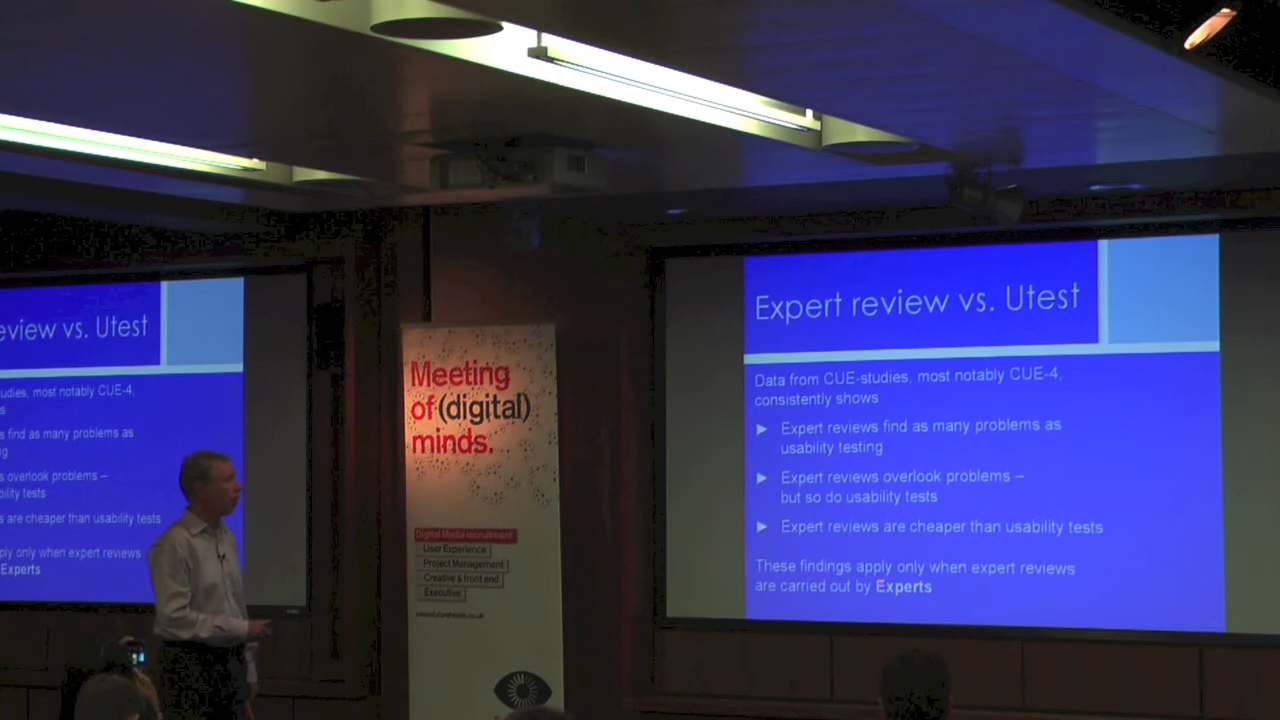 eview vs. Utest
udies, most notably CUE-4,
s
s find as many problems as
g
s overlook problems –
bility tests
s are cheaper than usability tests
ply only when expert reviews
Experts
Meeting
of (digital)
minds.
Digital Media recruitment
User Experience
Project Management
Creative & front end
Executive
Expert review vs. Utest
Data from CUE-studies, most notably CUE-4,
consistently shows
► Expert reviews find as many problems as
usability testing
► Expert reviews overlook problems –
but so do usability tests
► Expert reviews are cheaper than usability tests
These findings apply only when expert reviews
are carried out by Experts